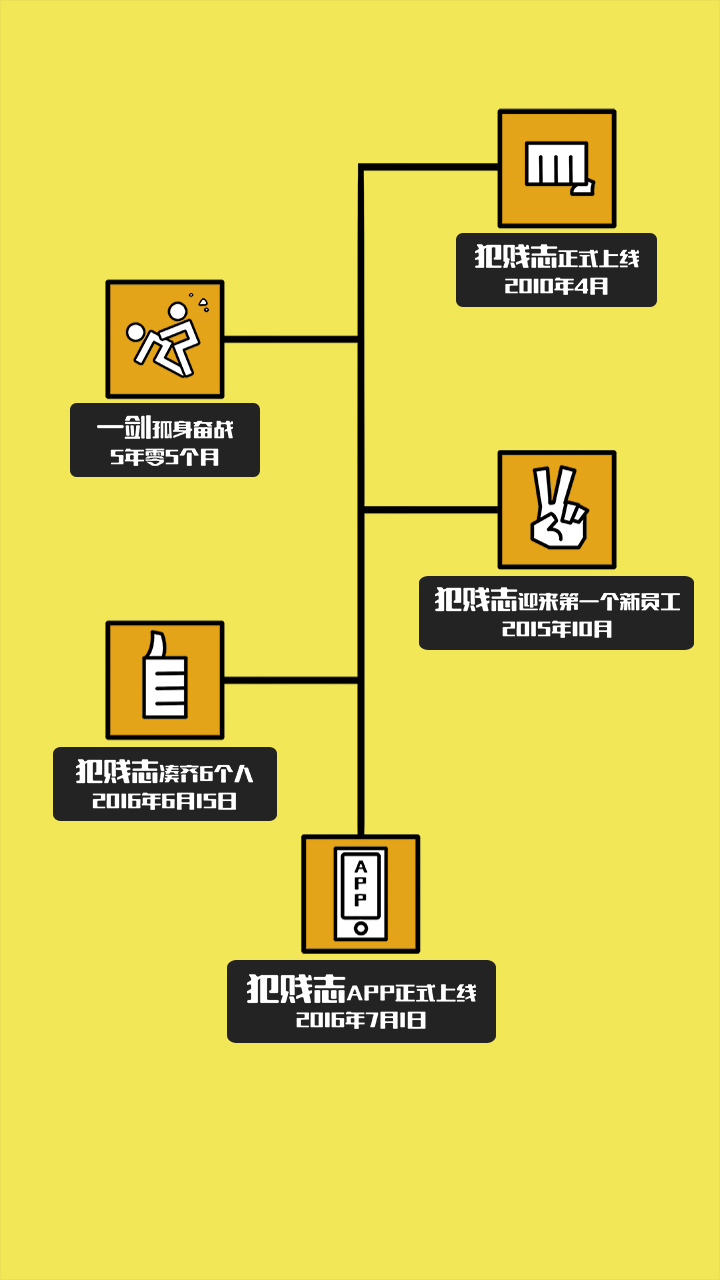 犯贱志正式上线
2010年4月
一剑孤身奋战
5年零5个月
犯贱志迎来第一个新员工
2015年10月
犯贱志凑齐6个人
2016年6月15日
A
P
P
犯贱志APP正式上线
2016年7月1日